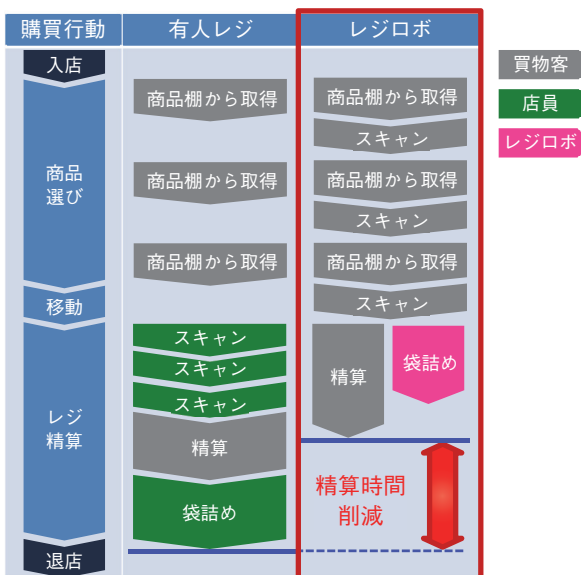 購買行動
有人レジ
レジロボ
入店
商品
選び
移動
レジ
精算
退店
商品棚から取得
商品棚から取得
商品棚から取得
スキャン
スキャン
スキャン
精算
袋詰め
商品棚から取得
スキャン
商品棚から取得
スキャン
商品棚から取得
スキャン
精算
袋詰め
精算時間
削減
買物客
店員
レジロボ